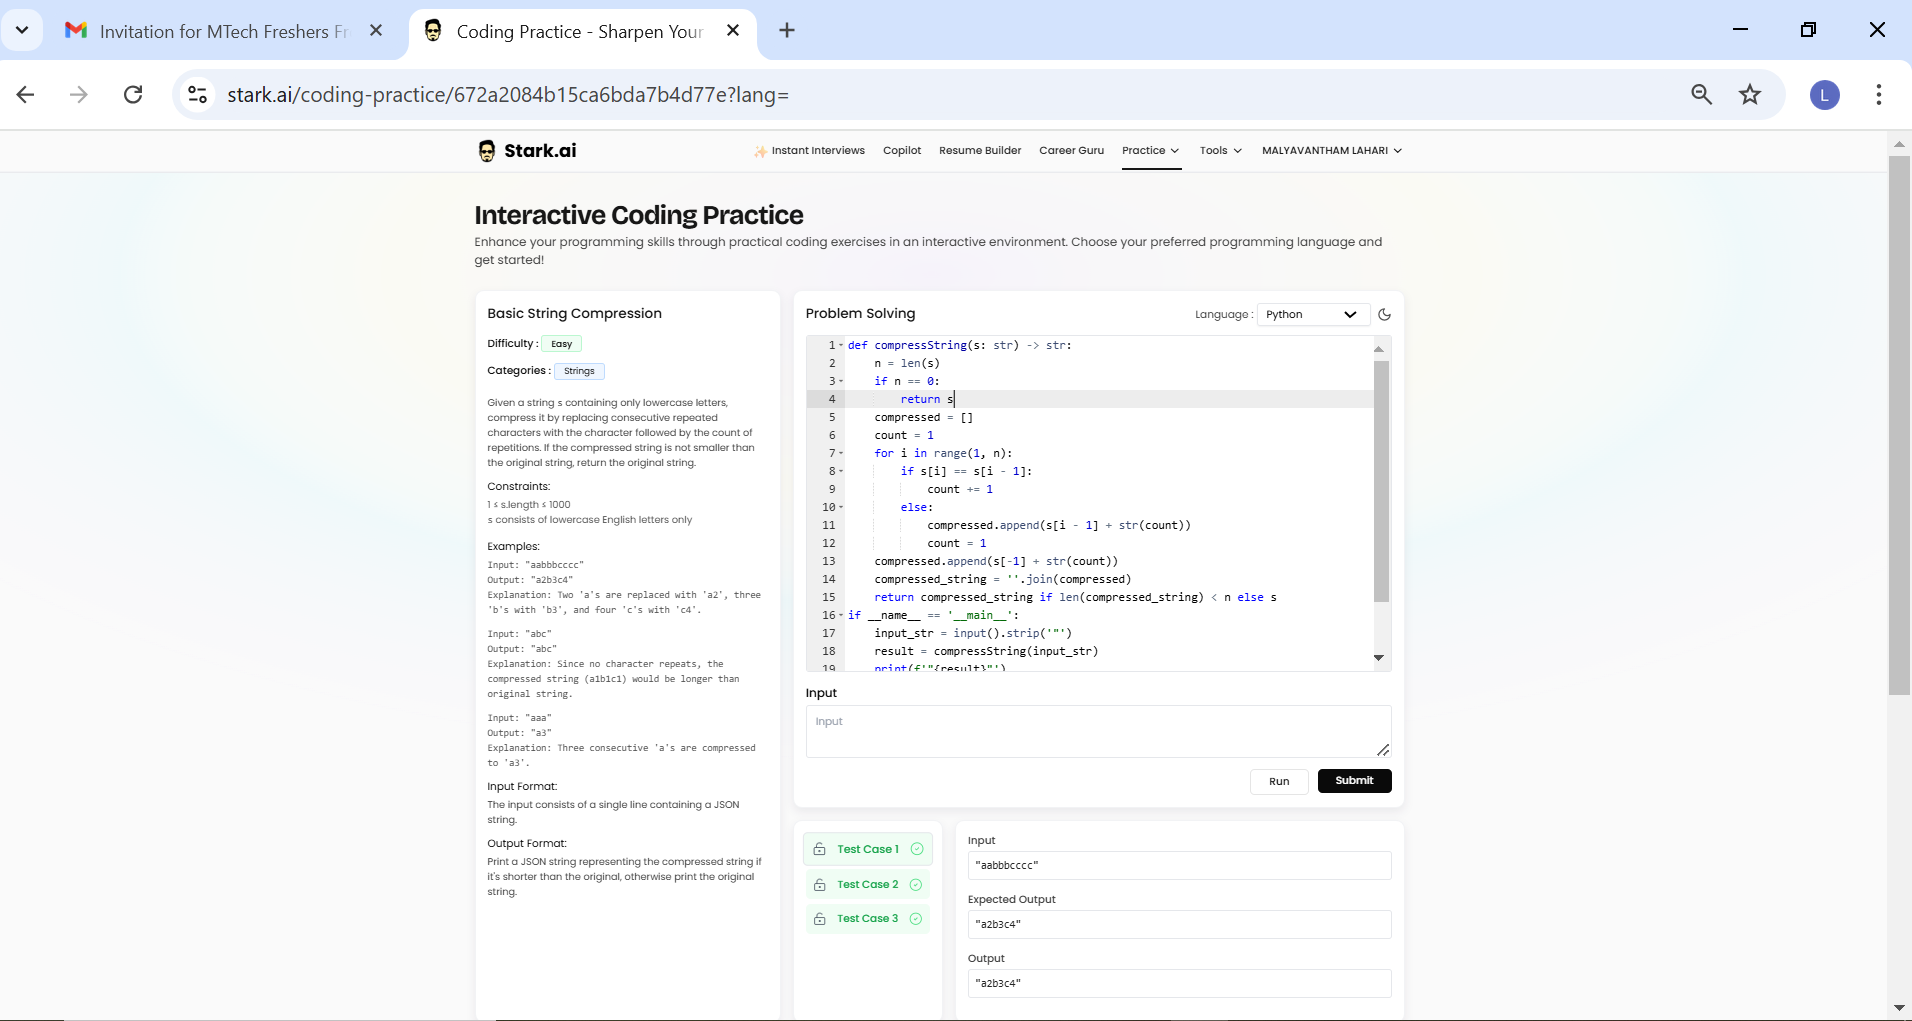 Invitation for MTech Freshers Fr
Coding Practice - Sharpen Your
stark.ai/coding-practice/672a2084b15ca6bda7b4d77e?lang=
L
Stark.ai
Instant Interviews
Copilot
Resume Builder
Career Guru
Practice
Tools
MALYAVANTHAM LAHARI
Interactive Coding Practice
Enhance your programming skills through practical coding exercises in an interactive environment. Choose your preferred programming language and
get started!
Basic String Compression
Difficulty : Easy
Categories : Strings
Given a string s containing only lowercase letters,
compress it by replacing consecutive repeated
characters with the character followed by the count of
repetitions. If the compressed string is not smaller than
the original string, return the original string.
Constraints:
1 ≤ s.length ≤ 1000
s consists of lowercase English letters only
Examples:
Input: "aabbbcccc"
Output: "a2b3c4"
Explanation: Two 'a's are replaced with 'a2', three
'b's with 'b3', and four 'c's with 'c4'.
Input: "abc"
Output: "abc"
Explanation: Since no character repeats, the
compressed string (a1b1c1) would be longer than
original string.
Input: "aaa"
Output: "a3"
Explanation: Three consecutive 'a's are compressed
to 'a3'.
Input Format:
The input consists of a single line containing a JSON
string.
Output Format:
Print a JSON string representing the compressed string if
it's shorter than the original, otherwise print the original
string.
Problem Solving
Language : Python
1 def compressString(s: str) -> str:
2 n = len(s)
3 if n == 0:
4 return s
5 compressed = []
6 count = 1
7 for i in range(1, n):
8 if s[i] == s[i - 1]:
9 count += 1
10 else:
11 compressed.append(s[i - 1] + str(count))
12 count = 1
13 compressed.append(s[-1] + str(count))
14 compressed_string = ''.join(compressed)
15 return compressed_string if len(compressed_string) < n else s
16 if __name__ == '__main__':
17 input_str = input().strip('"')
18 result = compressString(input_str)
19 print(f'"{result}"')
Input
Input
Run
Submit
Test Case 1
Test Case 2
Test Case 3
Input
"aabbbcccc"
Expected Output
"a2b3c4"
Output
"a2b3c4"